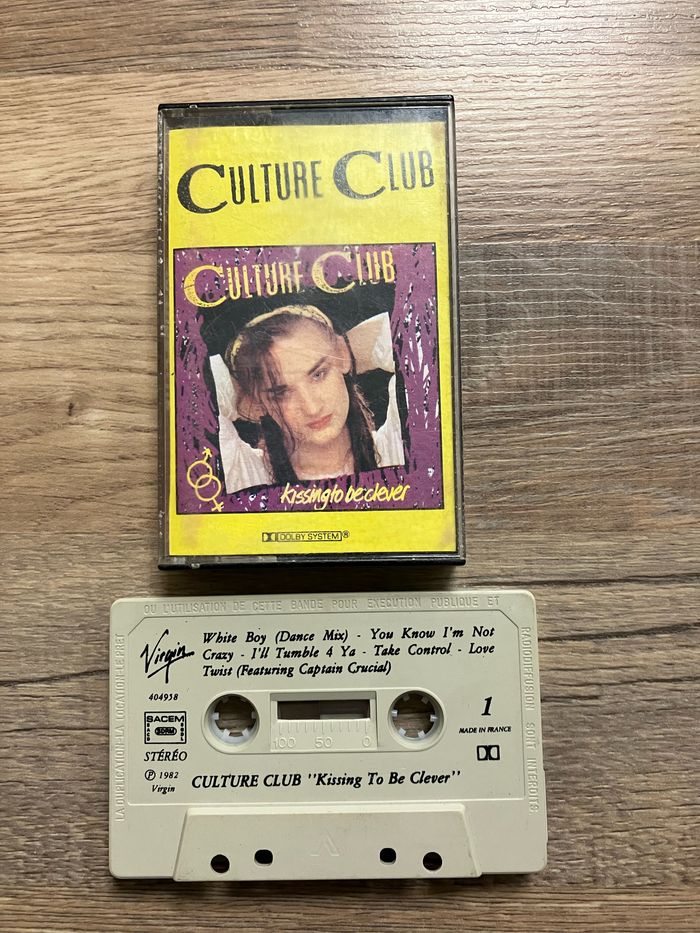 CULTURE CLUB
CULTURE CLUB
kissing to be clever
DOLBY SYSTEM®
OU L'UTILISATION DE CETTE BANDE POUR EXECUTION PUBLIQUE ET
RADIODIFFUSION SONT INTERDITS
LA DUPLICATION-LA LOCATION-LE PRET
Virgin
White Boy (Dance Mix) - You Know I'm Not
Crazy - I'll Tumble 4 Ya - Take Control - Love
Twist (Featuring Captain Crucial)
404958
SACEM
SACD
SDRM
SGDL
STÉRÉO
℗ 1982
Virgin
100 50 0
1
MADE IN FRANCE
CULTURE CLUB "Kissing To Be Clever"